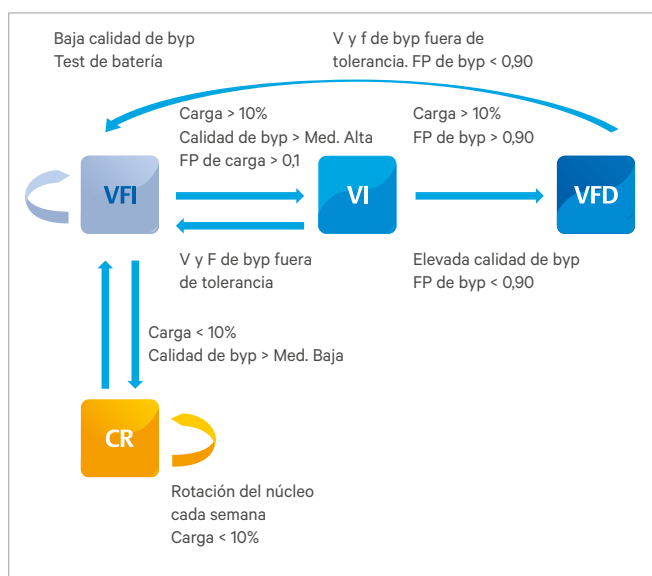 Baja calidad de byp
Test de batería
V y f de byp fuera de
tolerancia. FP de byp < 0,90
Carga > 10%
Calidad de byp > Med. Alta
FP de carga > 0,1
Carga > 10%
FP de byp > 0,90
VFI
VI
VFD
V y F de byp fuera
de tolerancia
Elevada calidad de byp
FP de byp < 0,90
Carga < 10%
Calidad de byp > Med. Baja
CR
Rotación del núcleo
cada semana
Carga < 10%